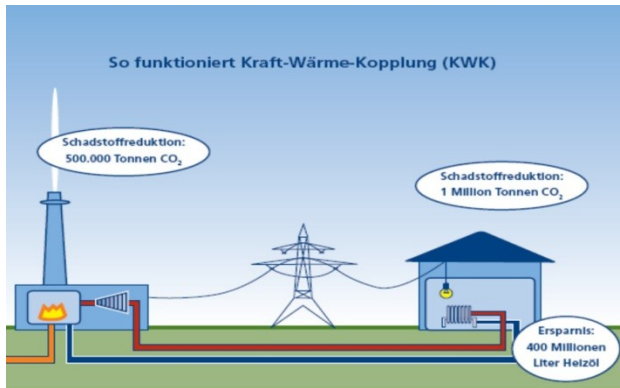 So funktioniert Kraft-Wärme-Kopplung (KWK)
Schadstoffreduktion:
500.000 Tonnen CO₂
Schadstoffreduktion:
1 Million Tonnen CO₂
Ersparnis:
400 Millionen
Liter Heizöl